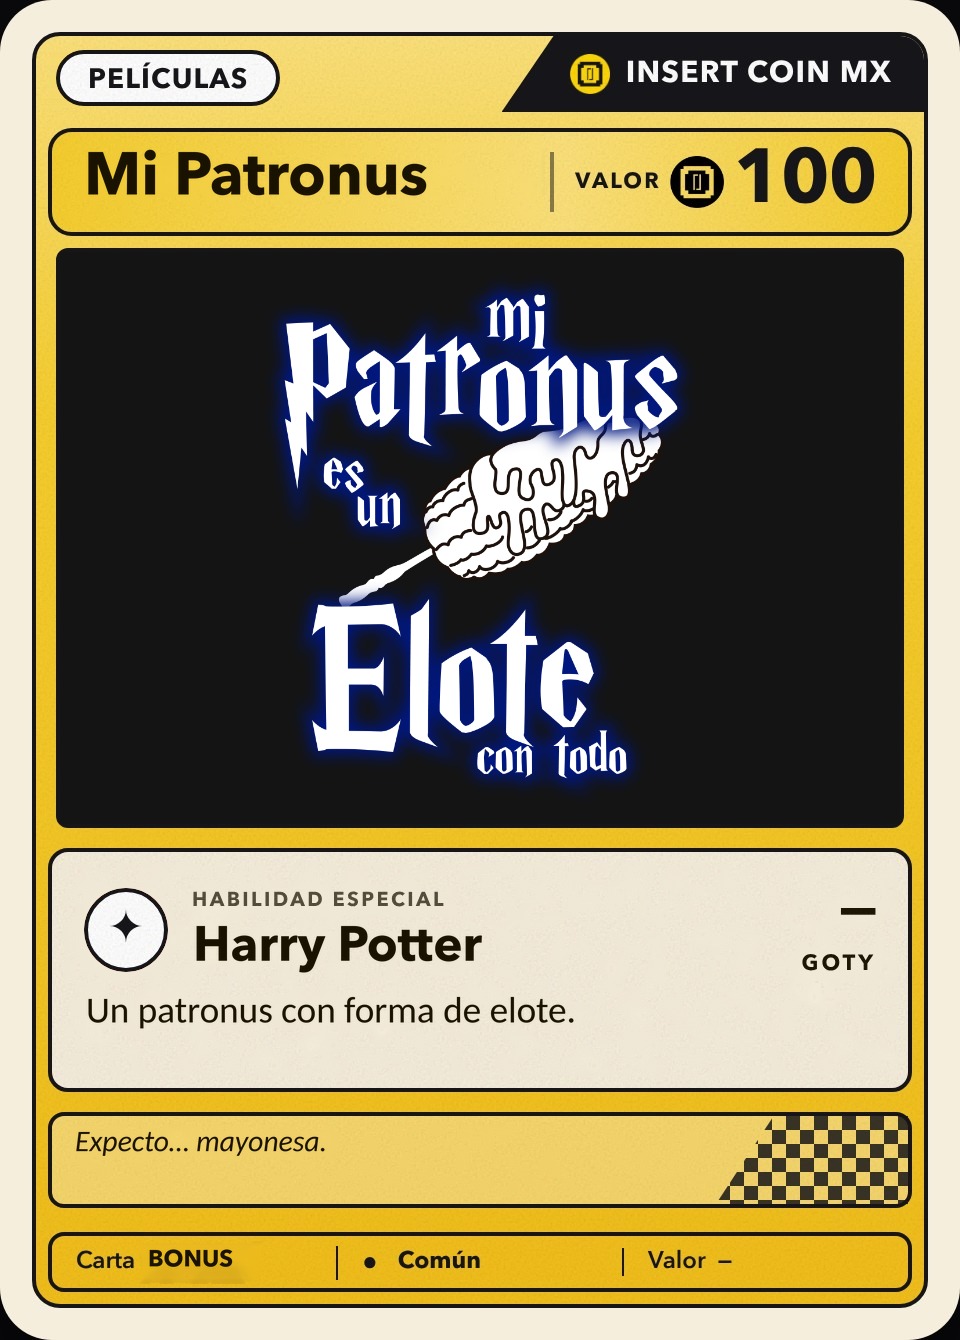 PELÍCULAS
INSERT COIN MX
Mi Patronus
VALOR 100
mi
Patronus
es
un
Elote
con todo
HABILIDAD ESPECIAL
Harry Potter
—
GOTY
Un patronus con forma de elote.
Expecto... mayonesa.
Carta BONUS
• Común
Valor –